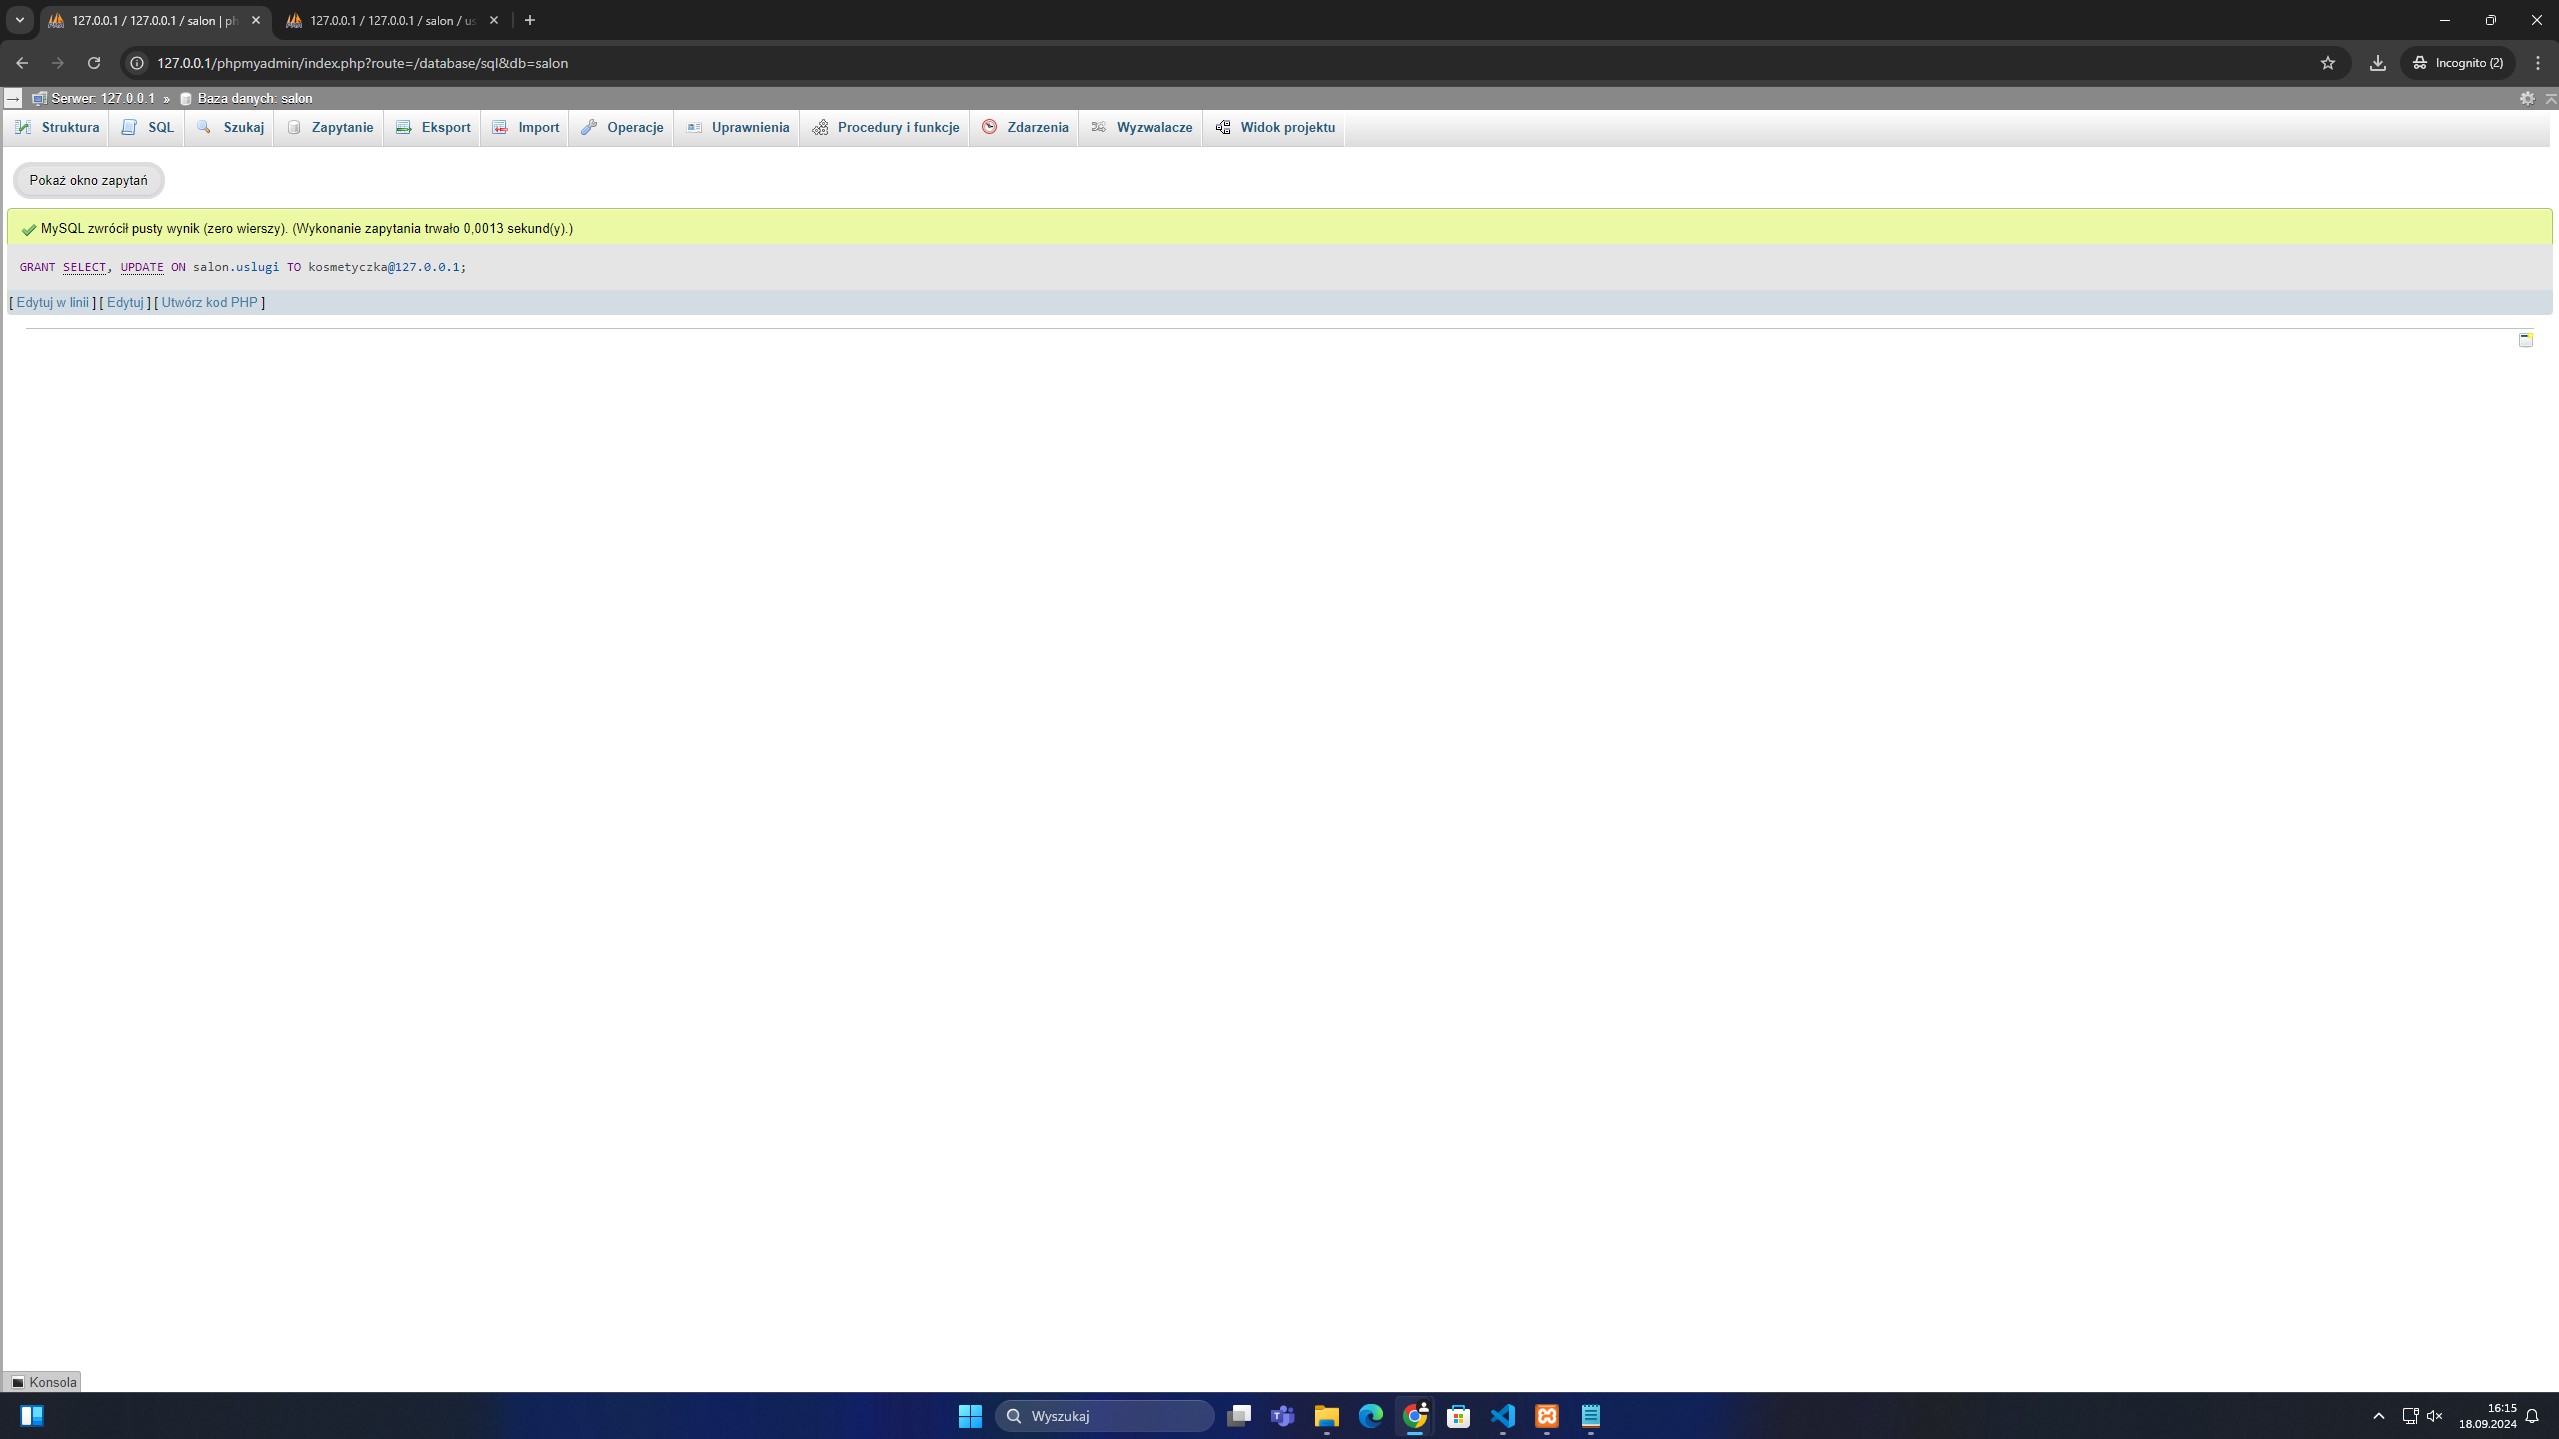 127.0.0.1 / 127.0.0.1 / salon | ph
127.0.0.1 / 127.0.0.1 / salon / us
127.0.0.1/phpmyadmin/index.php?route=/database/sql&db=salon
Incognito (2)
Serwer: 127.0.0.1 » Baza danych: salon
Struktura SQL Szukaj Zapytanie Eksport Import Operacje Uprawnienia Procedury i funkcje Zdarzenia Wyzwalacze Widok projektu
Pokaż okno zapytań
MySQL zwrócił pusty wynik (zero wierszy). (Wykonanie zapytania trwało 0,0013 sekund(y).)
GRANT SELECT, UPDATE ON salon.uslugi TO kosmetyczka@127.0.0.1;
[ Edytuj w linii ] [ Edytuj ] [ Utwórz kod PHP ]
Konsola
Wyszukaj
16:15
18.09.2024